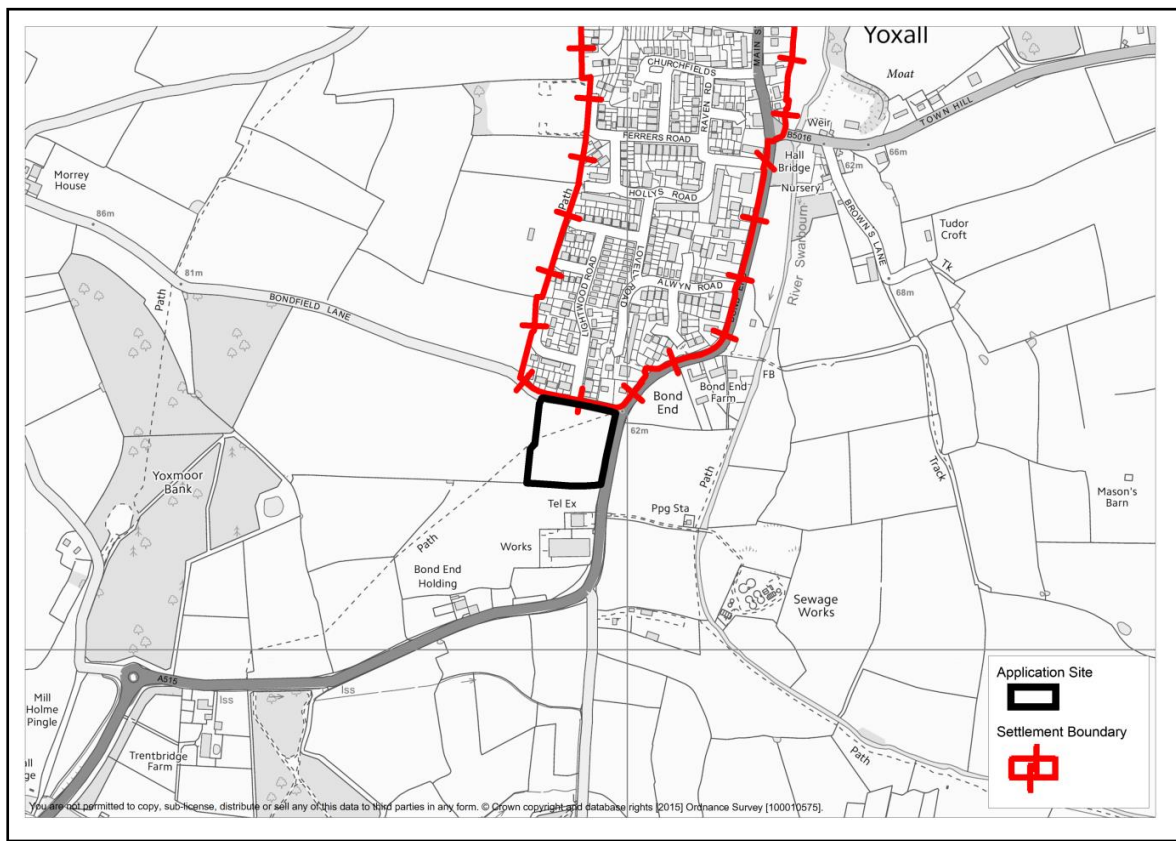 Yoxall
MAIN S
CHURCHFIELDS
RAVEN RD
Moat
TOWN HILL
Weir
B5016
66m
FERRERS ROAD
62m
Hall
Bridge
Nursery
Morrey
House
Path
HOLLYS ROAD
BROWN'S LANE
River Swarbourn
Tudor
Croft
86m
Tk
81m
LOVELL ROAD
ALWYN ROAD
68m
Path
BONDFIELD LANE
LIGHTWOOD ROAD
FB
Bond End
Farm
Bond
End
62m
Yoxmoor
Bank
Path
Track
Mason's
Barn
Tel Ex
Ppg Sta
Path
Works
Bond End
Holding
Sewage
Works
A515
Iss
Iss
Mill
Holme
Pingle
Trentbridge
Farm
Path
Application Site
Settlement Boundary
You are not permitted to copy, sub-license, distribute or sell any of this data to third parties in any form. © Crown copyright and database rights [2015] Ordnance Survey [100010575].